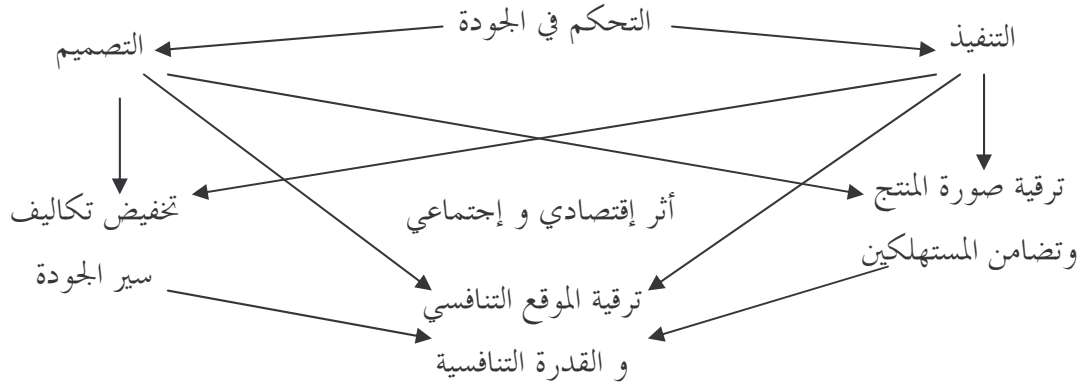 التحكم في الجودة
التنفيذ
التصميم
ترقية صورة المنتج
وتضامن المستهلكين
أثر إقتصادي و إجتماعي
تخفيض تكاليف
سير الجودة
ترقية الموقع التنافسي
و القدرة التنافسية